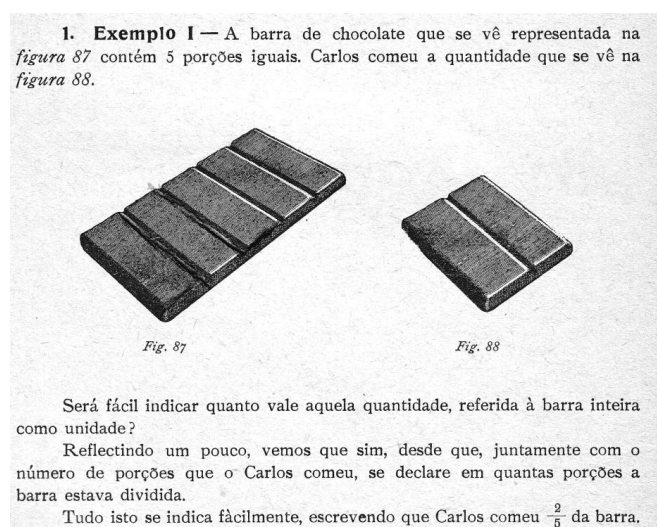 1. Exemplo I — A barra de chocolate que se vê representada na
figura 87 contém 5 porções iguais. Carlos comeu a quantidade que se vê na
figura 88.
Fig. 87
Fig. 88
Será fácil indicar quanto vale aquela quantidade, referida à barra inteira
como unidade?
Reflectindo um pouco, vemos que sim, desde que, juntamente com o
número de porções que o Carlos comeu, se declare em quantas porções a
barra estava dividida.
Tudo isto se indica fàcilmente, escrevendo que Carlos comeu 2/5 da barra.